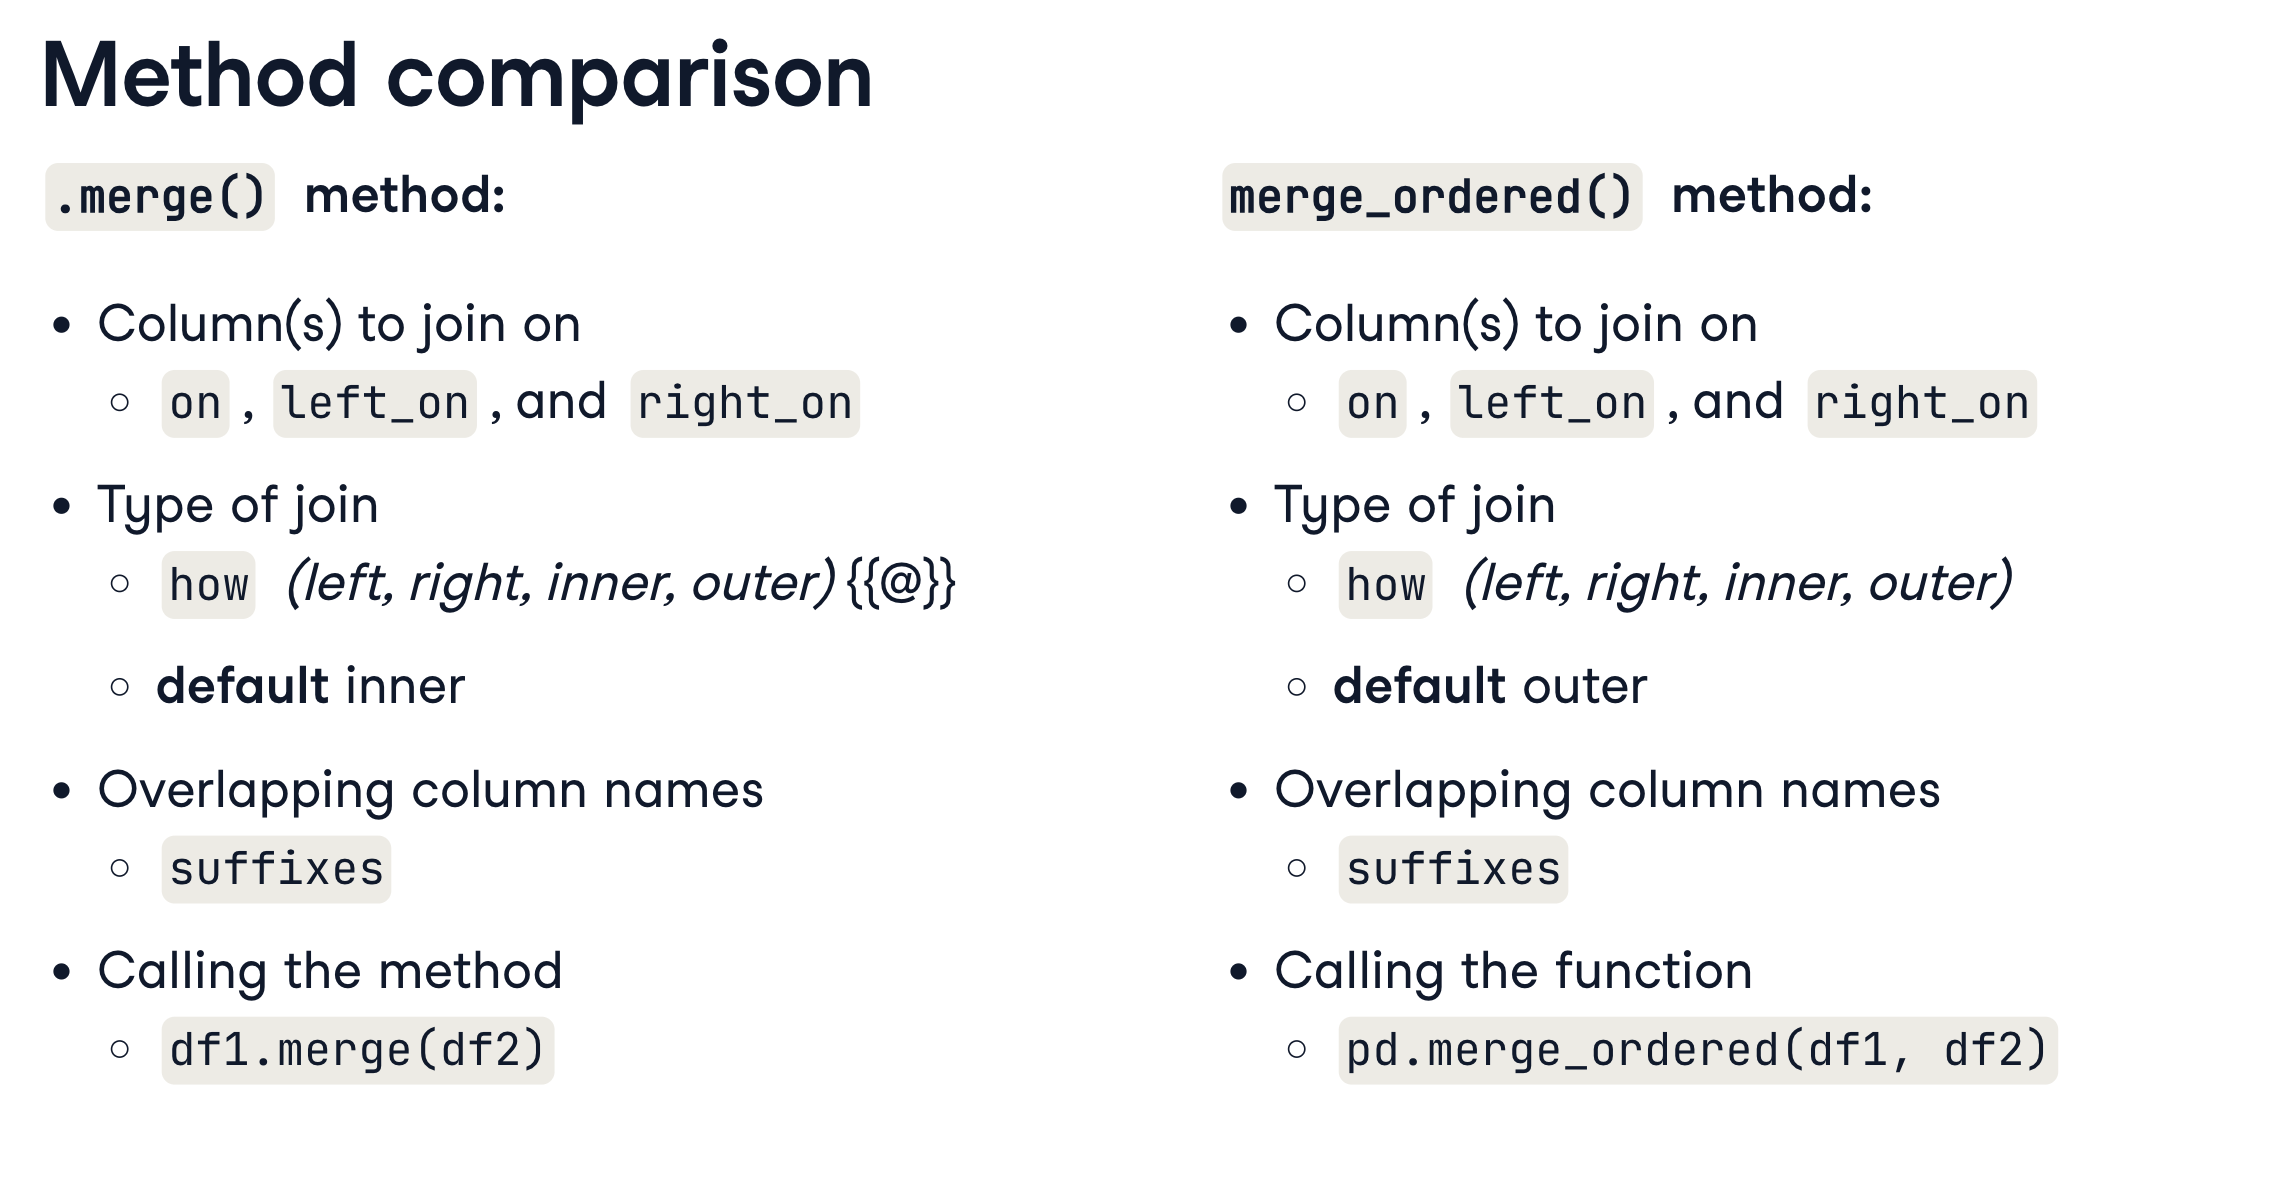 Method comparison
.merge() method:
• Column(s) to join on
○ on , left_on , and right_on
• Type of join
○ how (left, right, inner, outer) {{@}}
○ default inner
• Overlapping column names
○ suffixes
• Calling the method
○ df1.merge(df2)
merge_ordered() method:
• Column(s) to join on
○ on , left_on , and right_on
• Type of join
○ how (left, right, inner, outer)
○ default outer
• Overlapping column names
○ suffixes
• Calling the function
○ pd.merge_ordered(df1, df2)